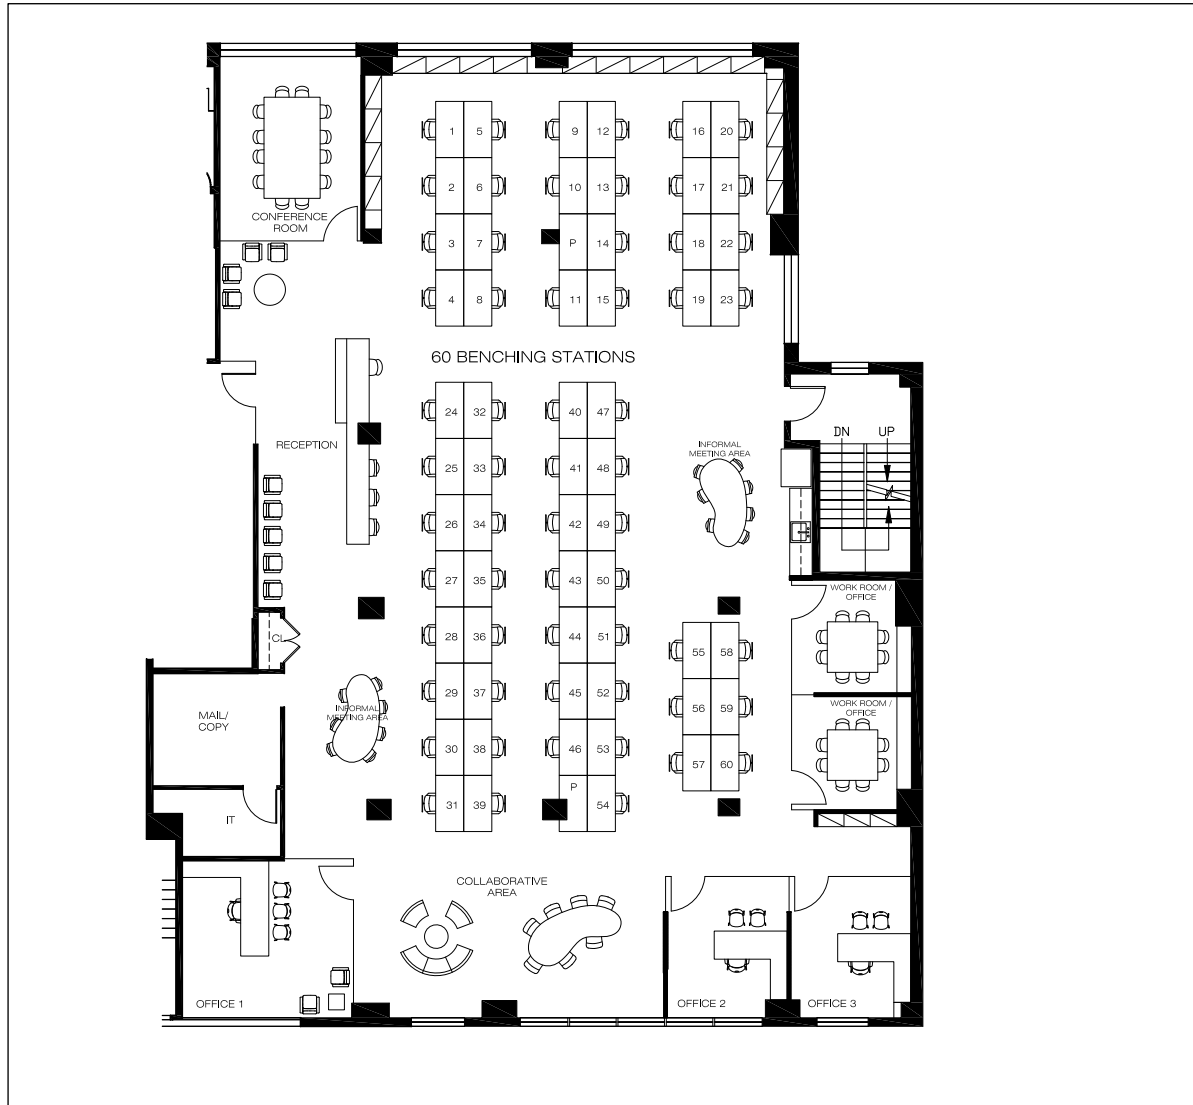 1 5 9 12 16 20
2 6 10 13 17 21
CONFERENCE
ROOM
3 7 P 14 18 22
4 8 11 15 19 23
60 BENCHING STATIONS
24 32 40 47
DN UP
RECEPTION
INFORMAL
MEETING AREA
25 33 41 48
26 34 42 49
27 35 43 50
WORK ROOM /
OFFICE
CL
28 36 44 51
55 58
29 37 45 52
INFORMAL
MEETING AREA
56 59
WORK ROOM /
OFFICE
MAIL/
COPY
30 38 46 53
57 60
P
31 39 54
IT
COLLABORATIVE
AREA
OFFICE 1
OFFICE 2
OFFICE 3